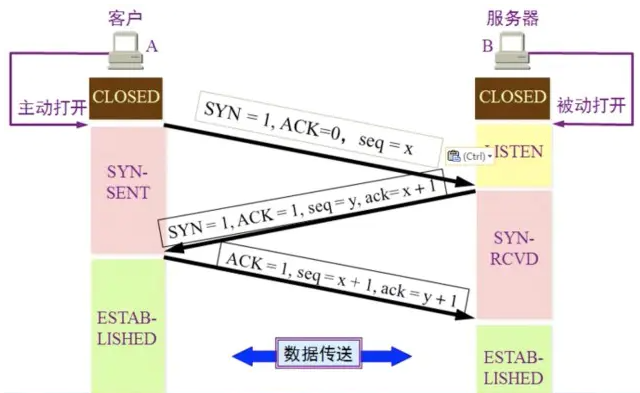 客户
服务器
A
B
CLOSED
CLOSED
主动打开
被动打开
SYN = 1, ACK=0，seq = x
(Ctrl)
LISTEN
SYN-
SENT
SYN = 1, ACK = 1, seq = y, ack= x + 1
SYN-
RCVD
ACK = 1, seq = x + 1, ack = y + 1
ESTAB-
LISHED
数据传送
ESTAB-
LISHED